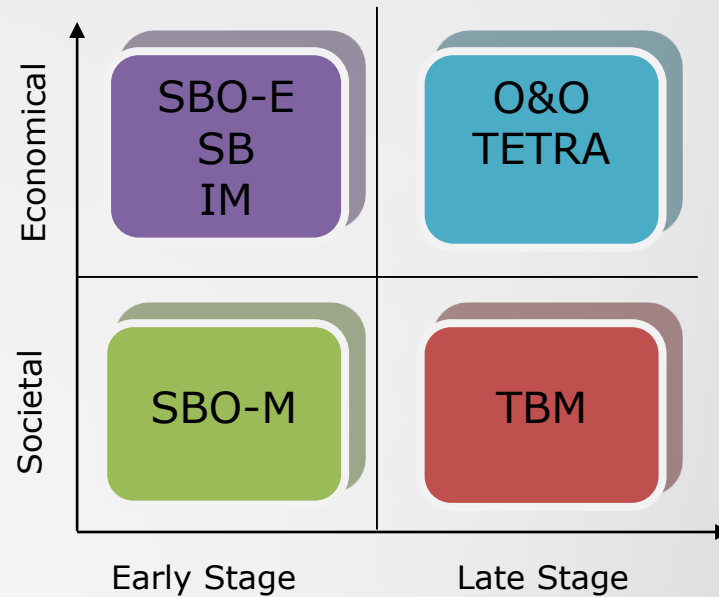 Economical
SBO-E
SB
IM
O&O
TETRA
Societal
SBO-M
TBM
Early Stage
Late Stage